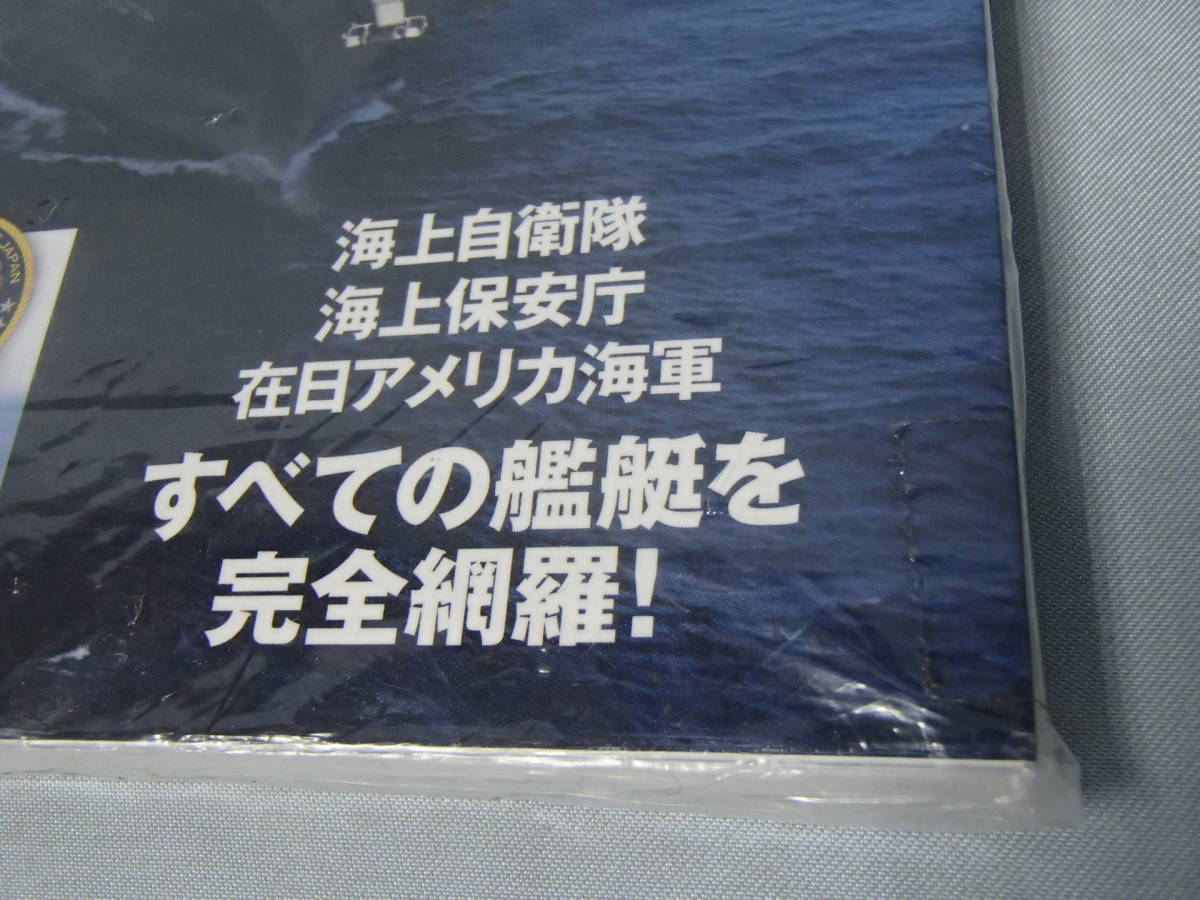 JAPAN
海上自衛隊
海上保安庁
在日アメリカ海軍
すべての艦艇を
完全網羅!